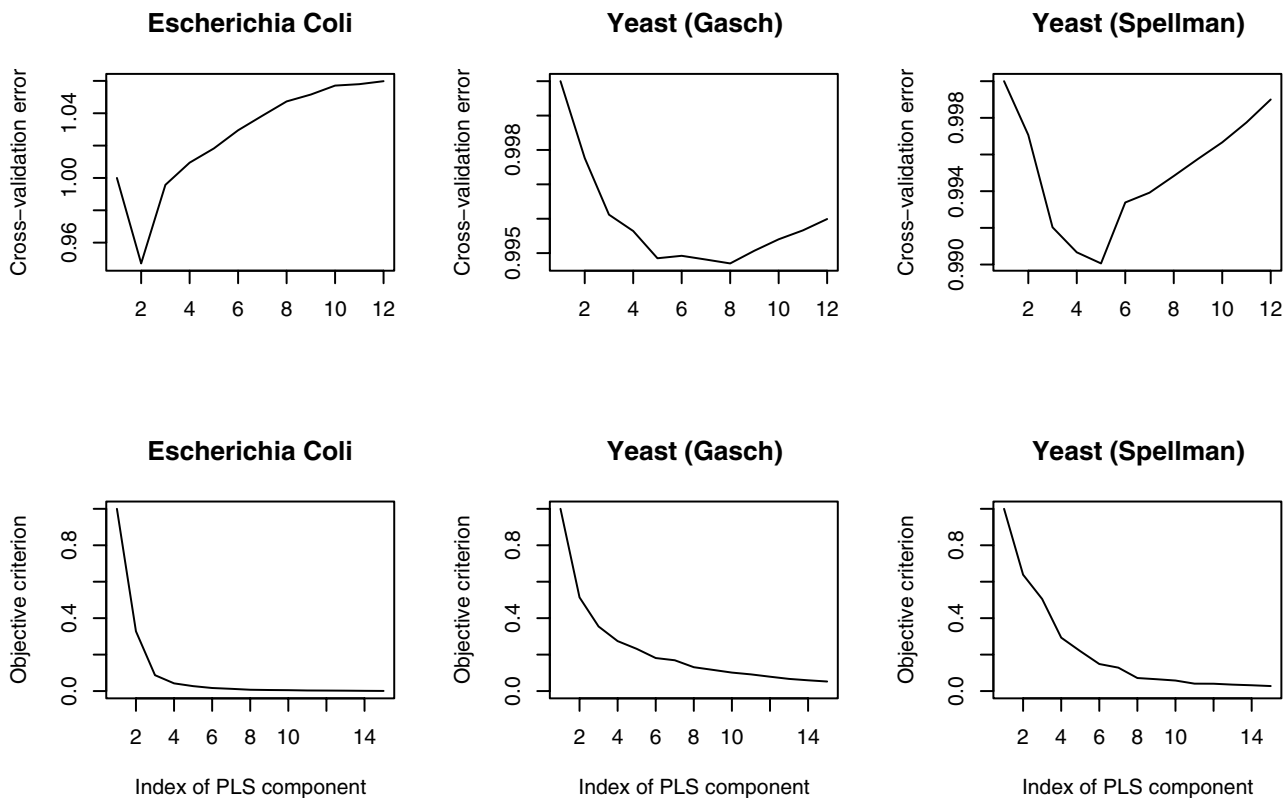 Escherichia Coli
Yeast (Gasch)
Yeast (Spellman)
Cross−validation error
0.96 1.00 1.04
2 4 6 8 10 12
Cross−validation error
0.995 0.998
2 4 6 8 10 12
Cross−validation error
0.990 0.994 0.998
2 4 6 8 10 12
Escherichia Coli
Yeast (Gasch)
Yeast (Spellman)
Objective criterion
0.0 0.4 0.8
2 4 6 8 10 14
Index of PLS component
Objective criterion
0.0 0.4 0.8
2 4 6 8 10 14
Index of PLS component
Objective criterion
0.0 0.4 0.8
2 4 6 8 10 14
Index of PLS component